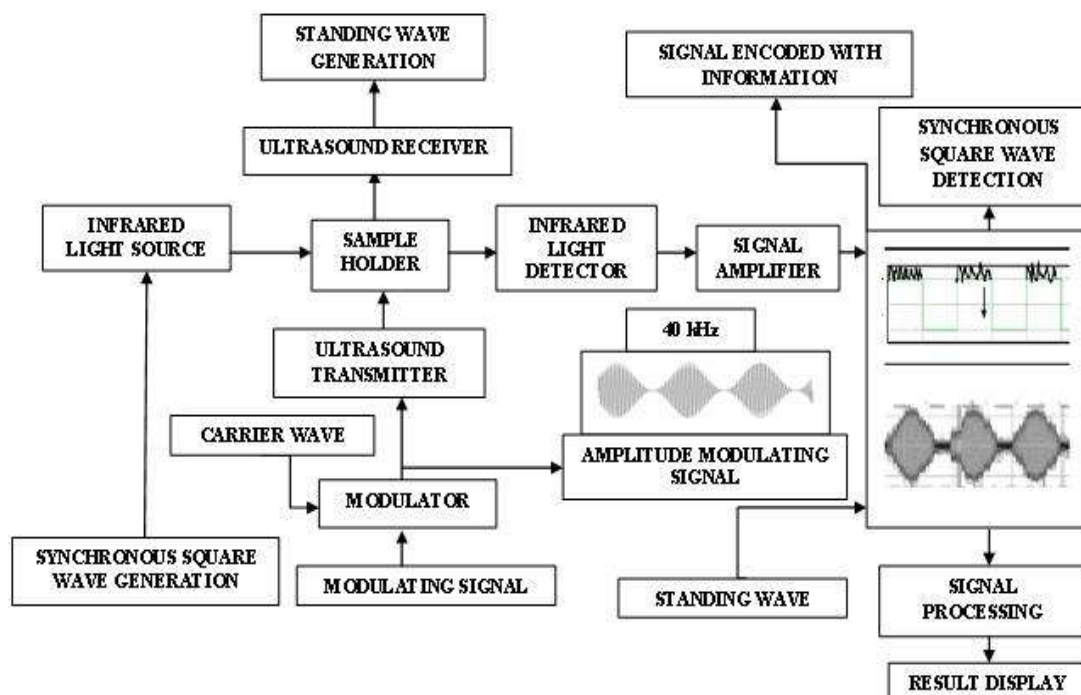 STANDING WAVE
GENERATION
SIGNAL ENCODED WITH
INFORMATION
ULTRASOUND RECEIVER
SYNCHRONOUS
SQUARE WAVE
DETECTION
INFRARED
LIGHT SOURCE
SAMPLE
HOLDER
INFRARED
LIGHT
DETECTOR
SIGNAL
AMPLIFIER
ULTRASOUND
TRANSMITTER
40 kHz
CARRIER WAVE
AMPLITUDE MODULATING
SIGNAL
MODULATOR
SYNCHRONOUS SQUARE
WAVE GENERATION
MODULATING SIGNAL
STANDING WAVE
SIGNAL
PROCESSING
RESULT DISPLAY